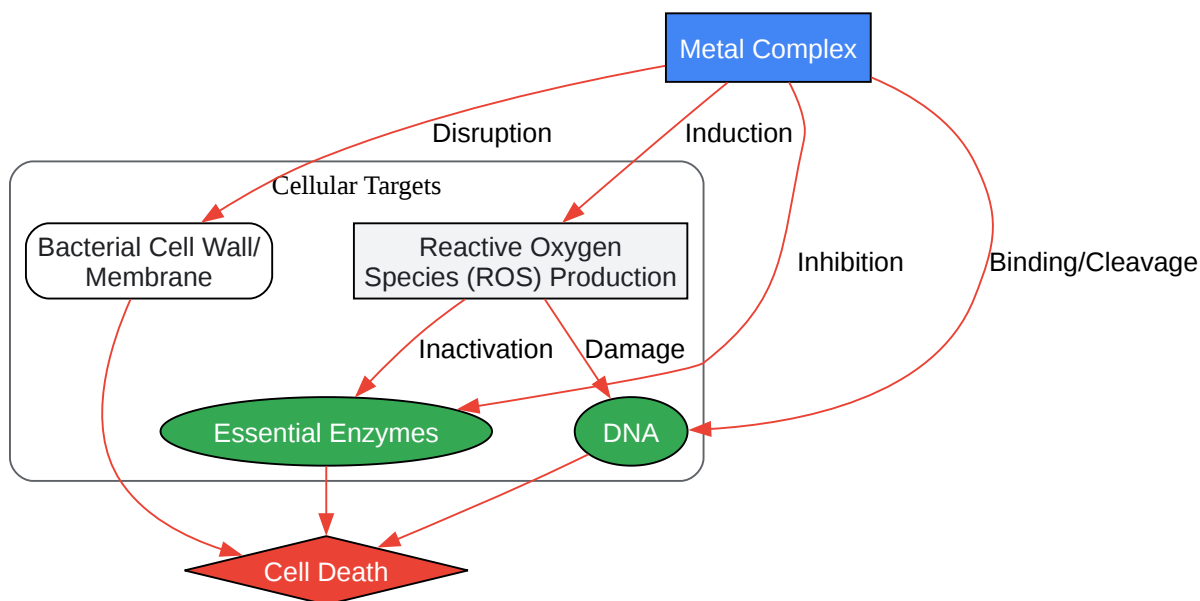 Metal Complex
Disruption
Induction
Cellular Targets
Bacterial Cell Wall/
Membrane
Reactive Oxygen
Species (ROS) Production
Inhibition
Binding/Cleavage
Inactivation
Damage
Essential Enzymes
DNA
Cell Death